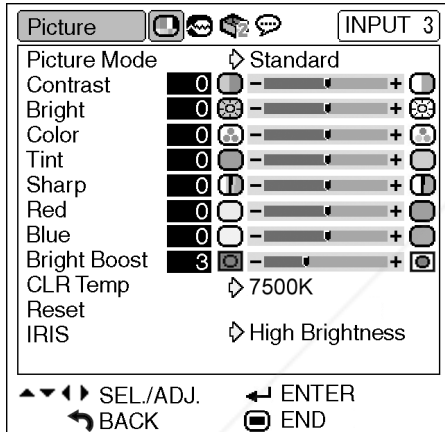 Picture INPUT 3
Picture Mode Standard
Contrast 0 - +
Bright 0 - +
Color 0 - +
Tint 0 - +
Sharp 0 - +
Red 0 - +
Blue 0 - +
Bright Boost 3 - +
CLR Temp 7500K
Reset
IRIS High Brightness
SEL./ADJ. ENTER
BACK END